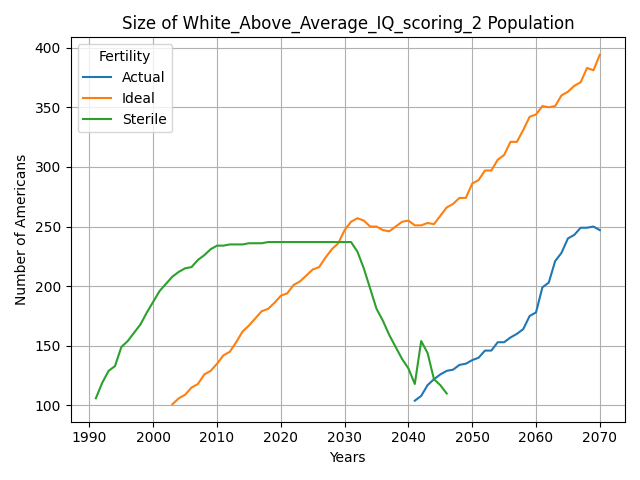 Size of White_Above_Average_IQ_scoring_2 Population
Fertility
Actual
Ideal
Sterile
Number of Americans
400
350
300
250
200
150
100
1990 2000 2010 2020 2030 2040 2050 2060 2070
Years